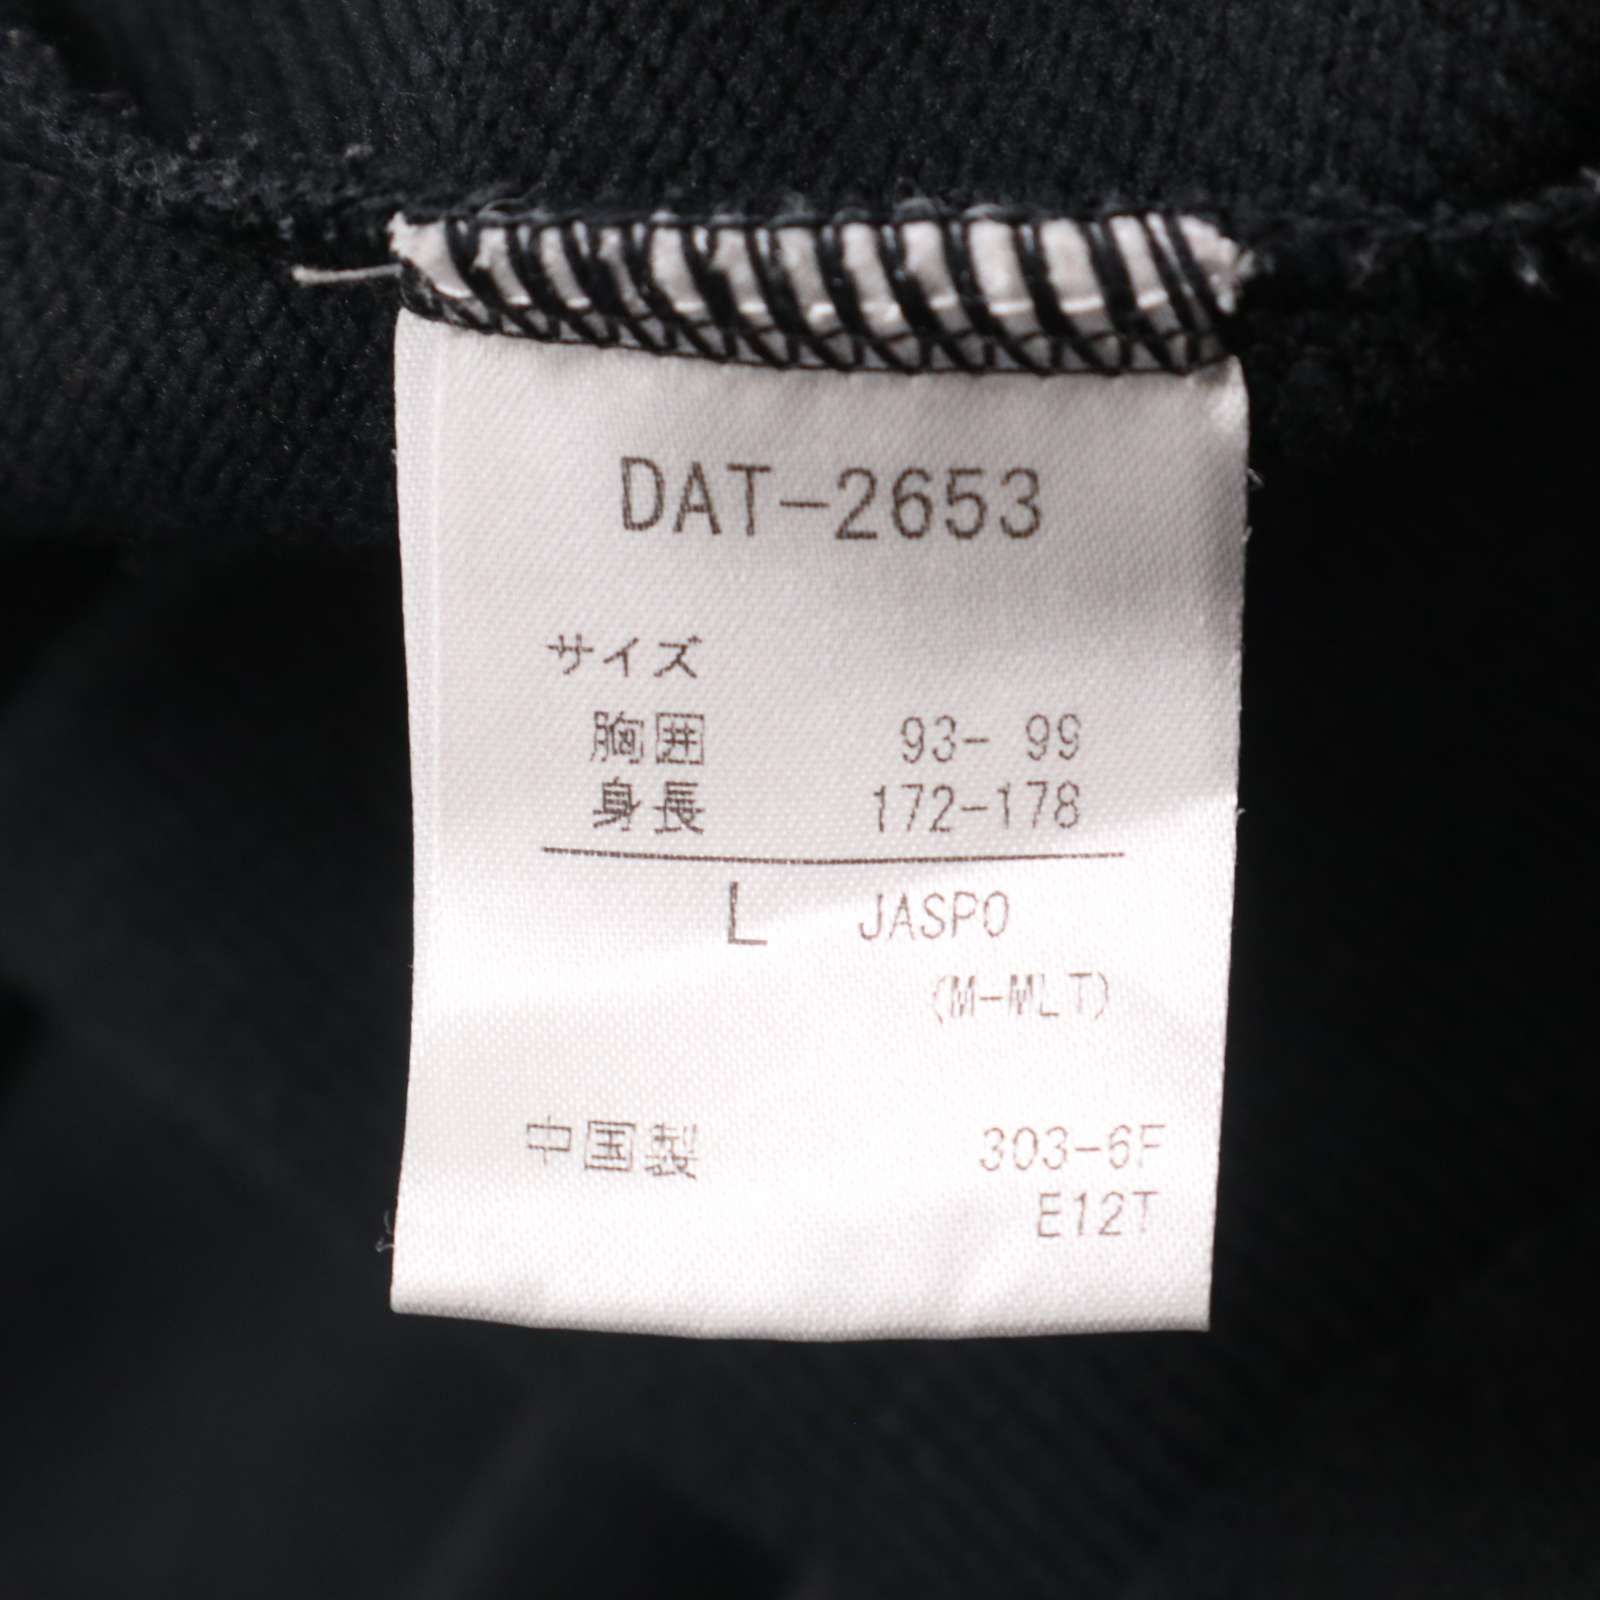 DAT-2653
サイズ
胸囲 93- 99
身長 172-178
L JASPO
(M-MLT)
中国製 303-6F
E12T